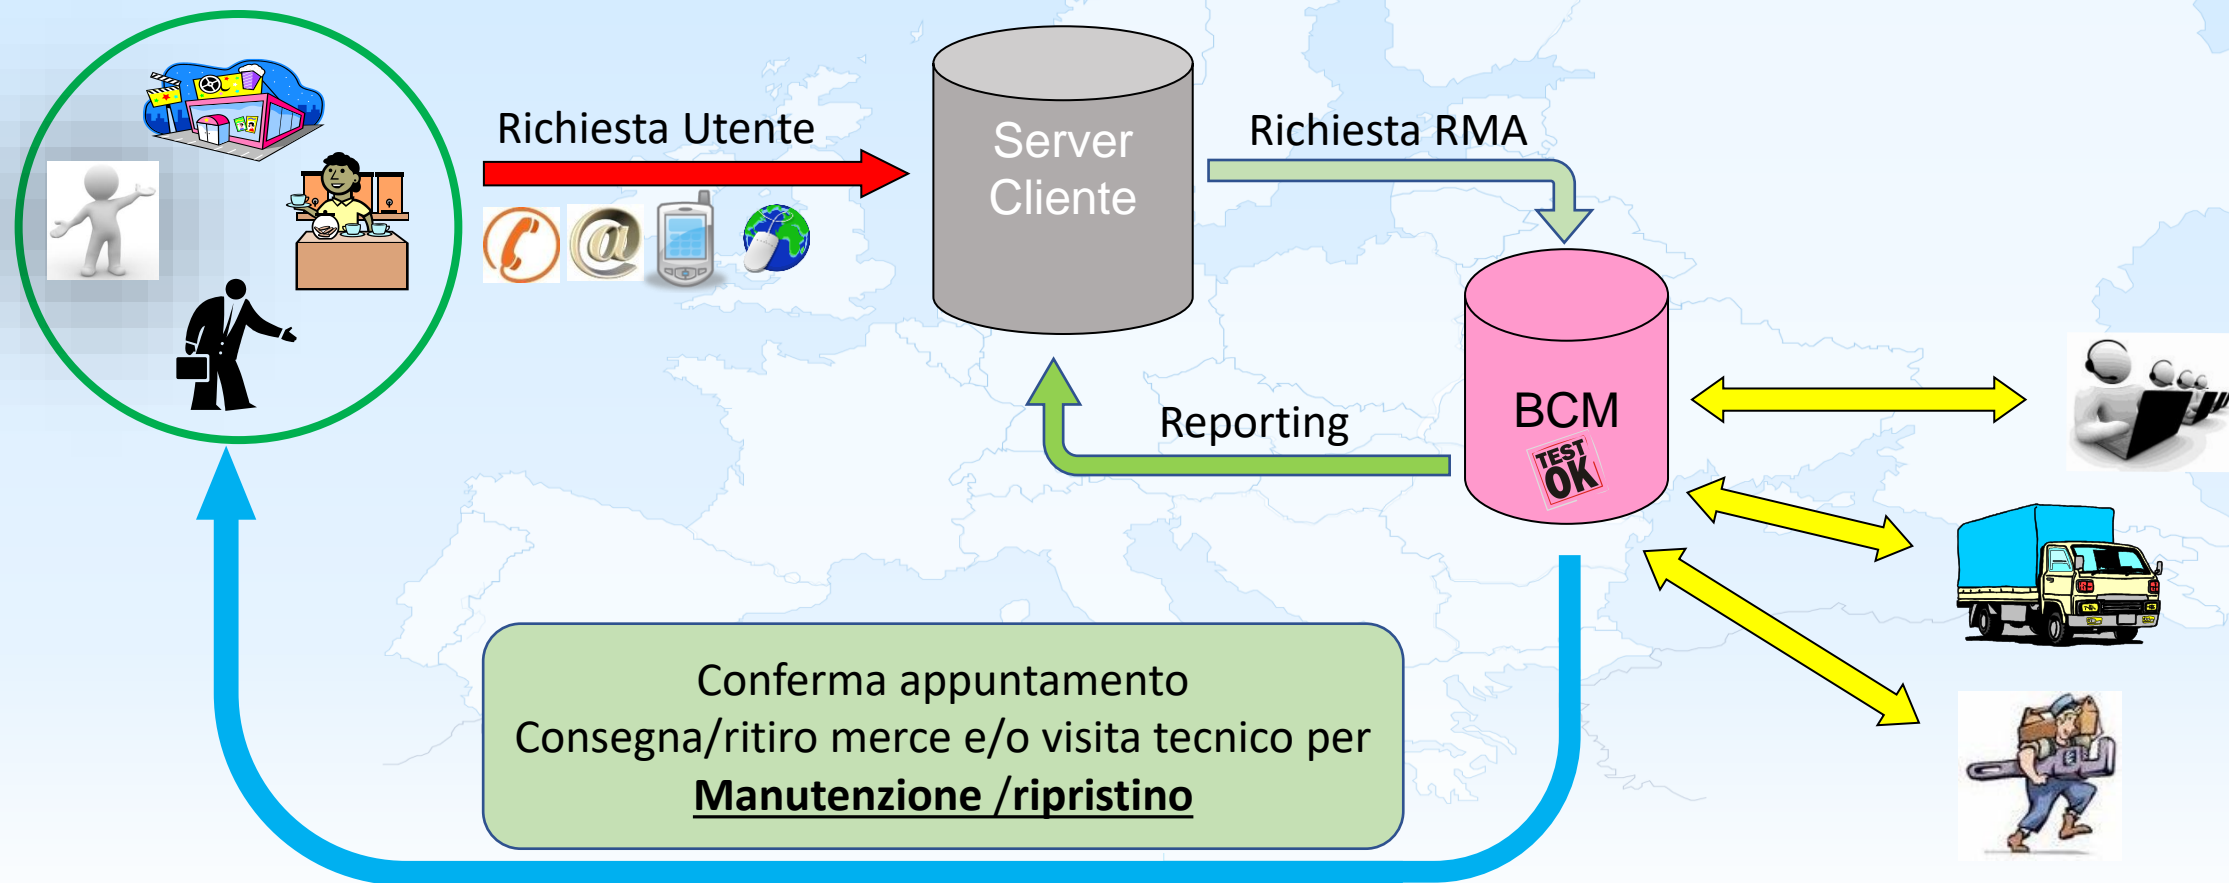 Richiesta Utente
Server
Cliente
Richiesta RMA
Reporting
BCM
TEST
OK
Conferma appuntamento
Consegna/ritiro merce e/o visita tecnico per
Manutenzione /ripristino